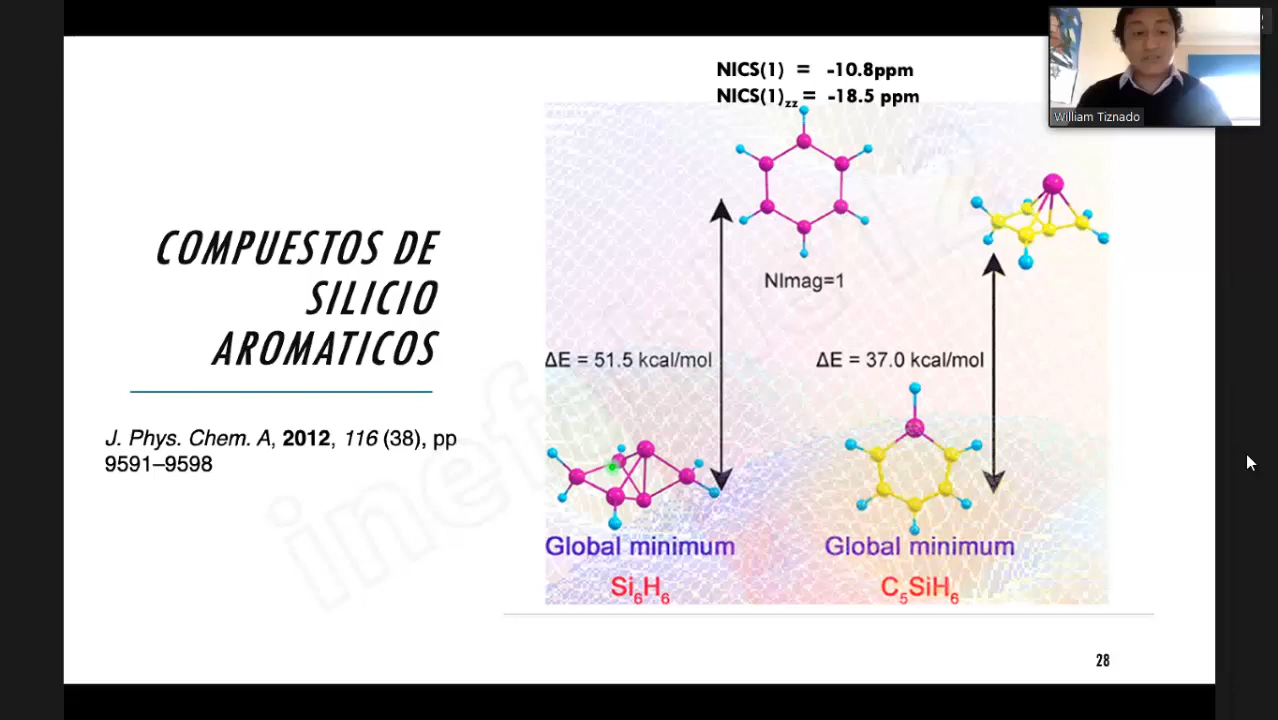 COMPUESTOS DE
SILICIO
AROMATICOS
J. Phys. Chem. A, 2012, 116 (38), pp
9591–9598
NICS(1) = -10.8ppm
NICS(1)zz = -18.5 ppm
NImag=1
ΔE = 51.5 kcal/mol
ΔE = 37.0 kcal/mol
Global minimum
Si6H6
Global minimum
C5SiH6
28
William Tiznado